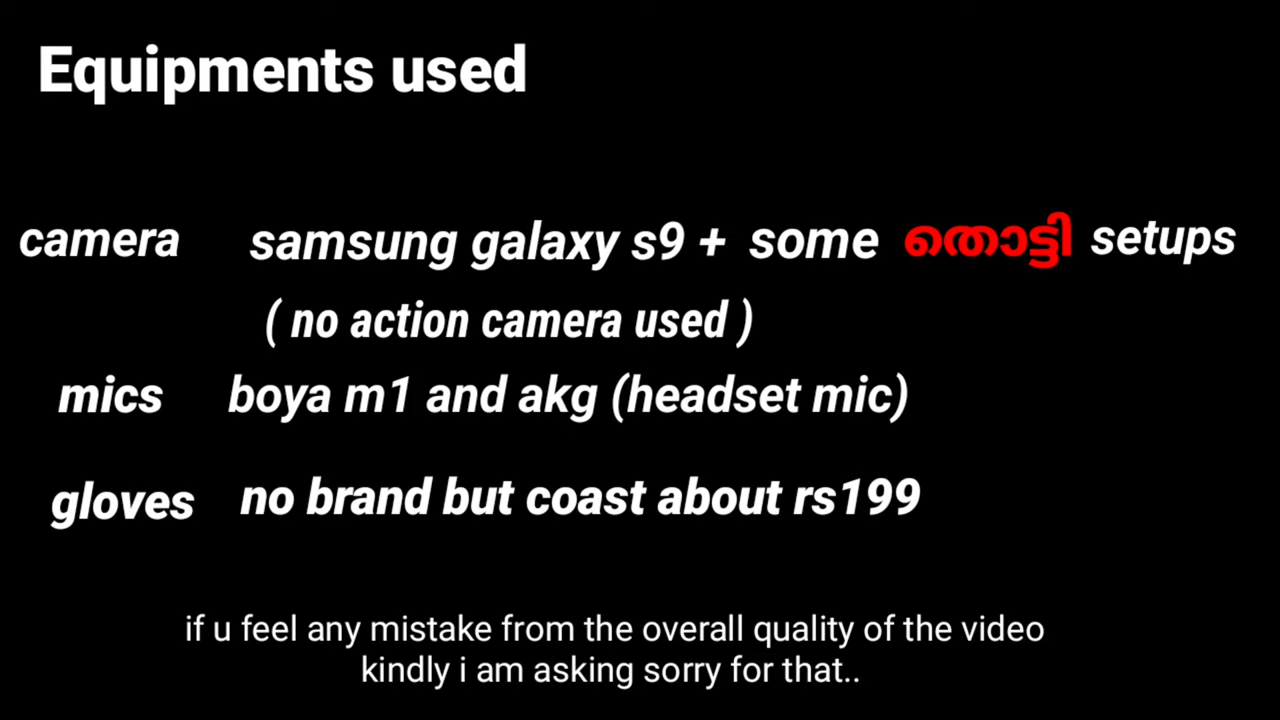 Equipments used
camera samsung galaxy s9 + some തൊട്ടി setups
( no action camera used )
mics boya m1 and akg (headset mic)
gloves no brand but coast about rs199
if u feel any mistake from the overall quality of the video
kindly i am asking sorry for that..